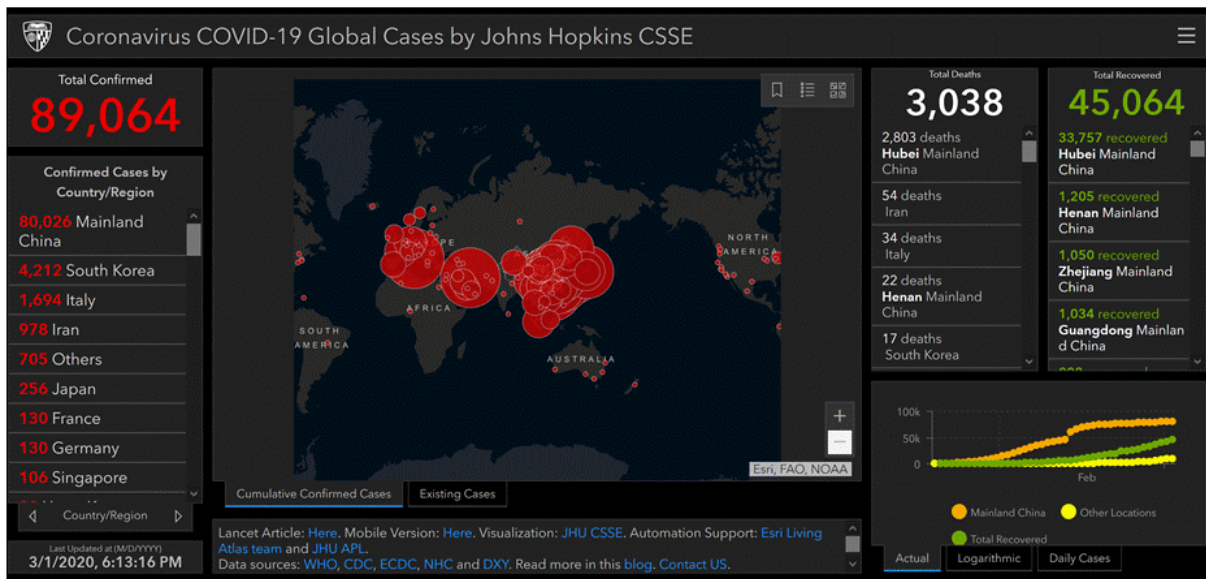 Coronavirus COVID-19 Global Cases by Johns Hopkins CSSE
Total Confirmed
89,064
Confirmed Cases by
Country/Region
80,026 Mainland
China
4,212 South Korea
1,694 Italy
978 Iran
705 Others
256 Japan
130 France
130 Germany
106 Singapore
Country/Region
Last Updated at (M/D/YYYY)
3/1/2020, 6:13:16 PM
NORTH
AMERICA
AFRICA
SOUTH
AMERICA
AUSTRALIA
Esri, FAO, NOAA
Cumulative Confirmed Cases
Existing Cases
Lancet Article: Here. Mobile Version: Here. Visualization: JHU CSSE. Automation Support: Esri Living
Atlas team and JHU APL.
Data sources: WHO, CDC, ECDC, NHC and DXY. Read more in this blog. Contact US.
Total Deaths
3,038
2,803 deaths
Hubei Mainland
China
54 deaths
Iran
34 deaths
Italy
22 deaths
Henan Mainland
China
17 deaths
South Korea
Total Recovered
45,064
33,757 recovered
Hubei Mainland
China
1,205 recovered
Henan Mainland
China
1,050 recovered
Zhejiang Mainland
China
1,034 recovered
Guangdong Mainlan
d China
100k
50k
0
Feb
Mainland China
Other Locations
Total Recovered
Actual
Logarithmic
Daily Cases